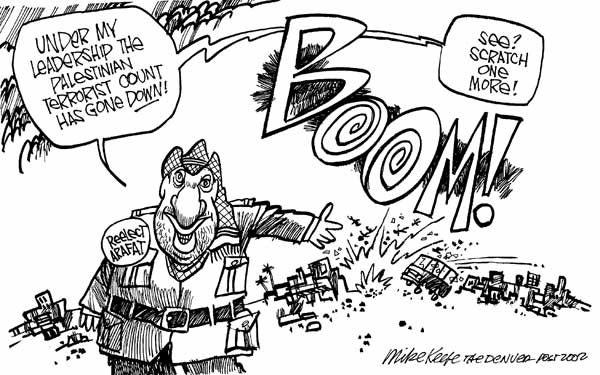 UNDER MY
LEADERSHIP THE
PALESTINIAN
TERRORIST COUNT
HAS GONE DOWN!
BOOM!
SEE?
SCRATCH
ONE
MORE!
REELECT
ARAFAT
MIKE KEEFE THE DENVER POST 2002